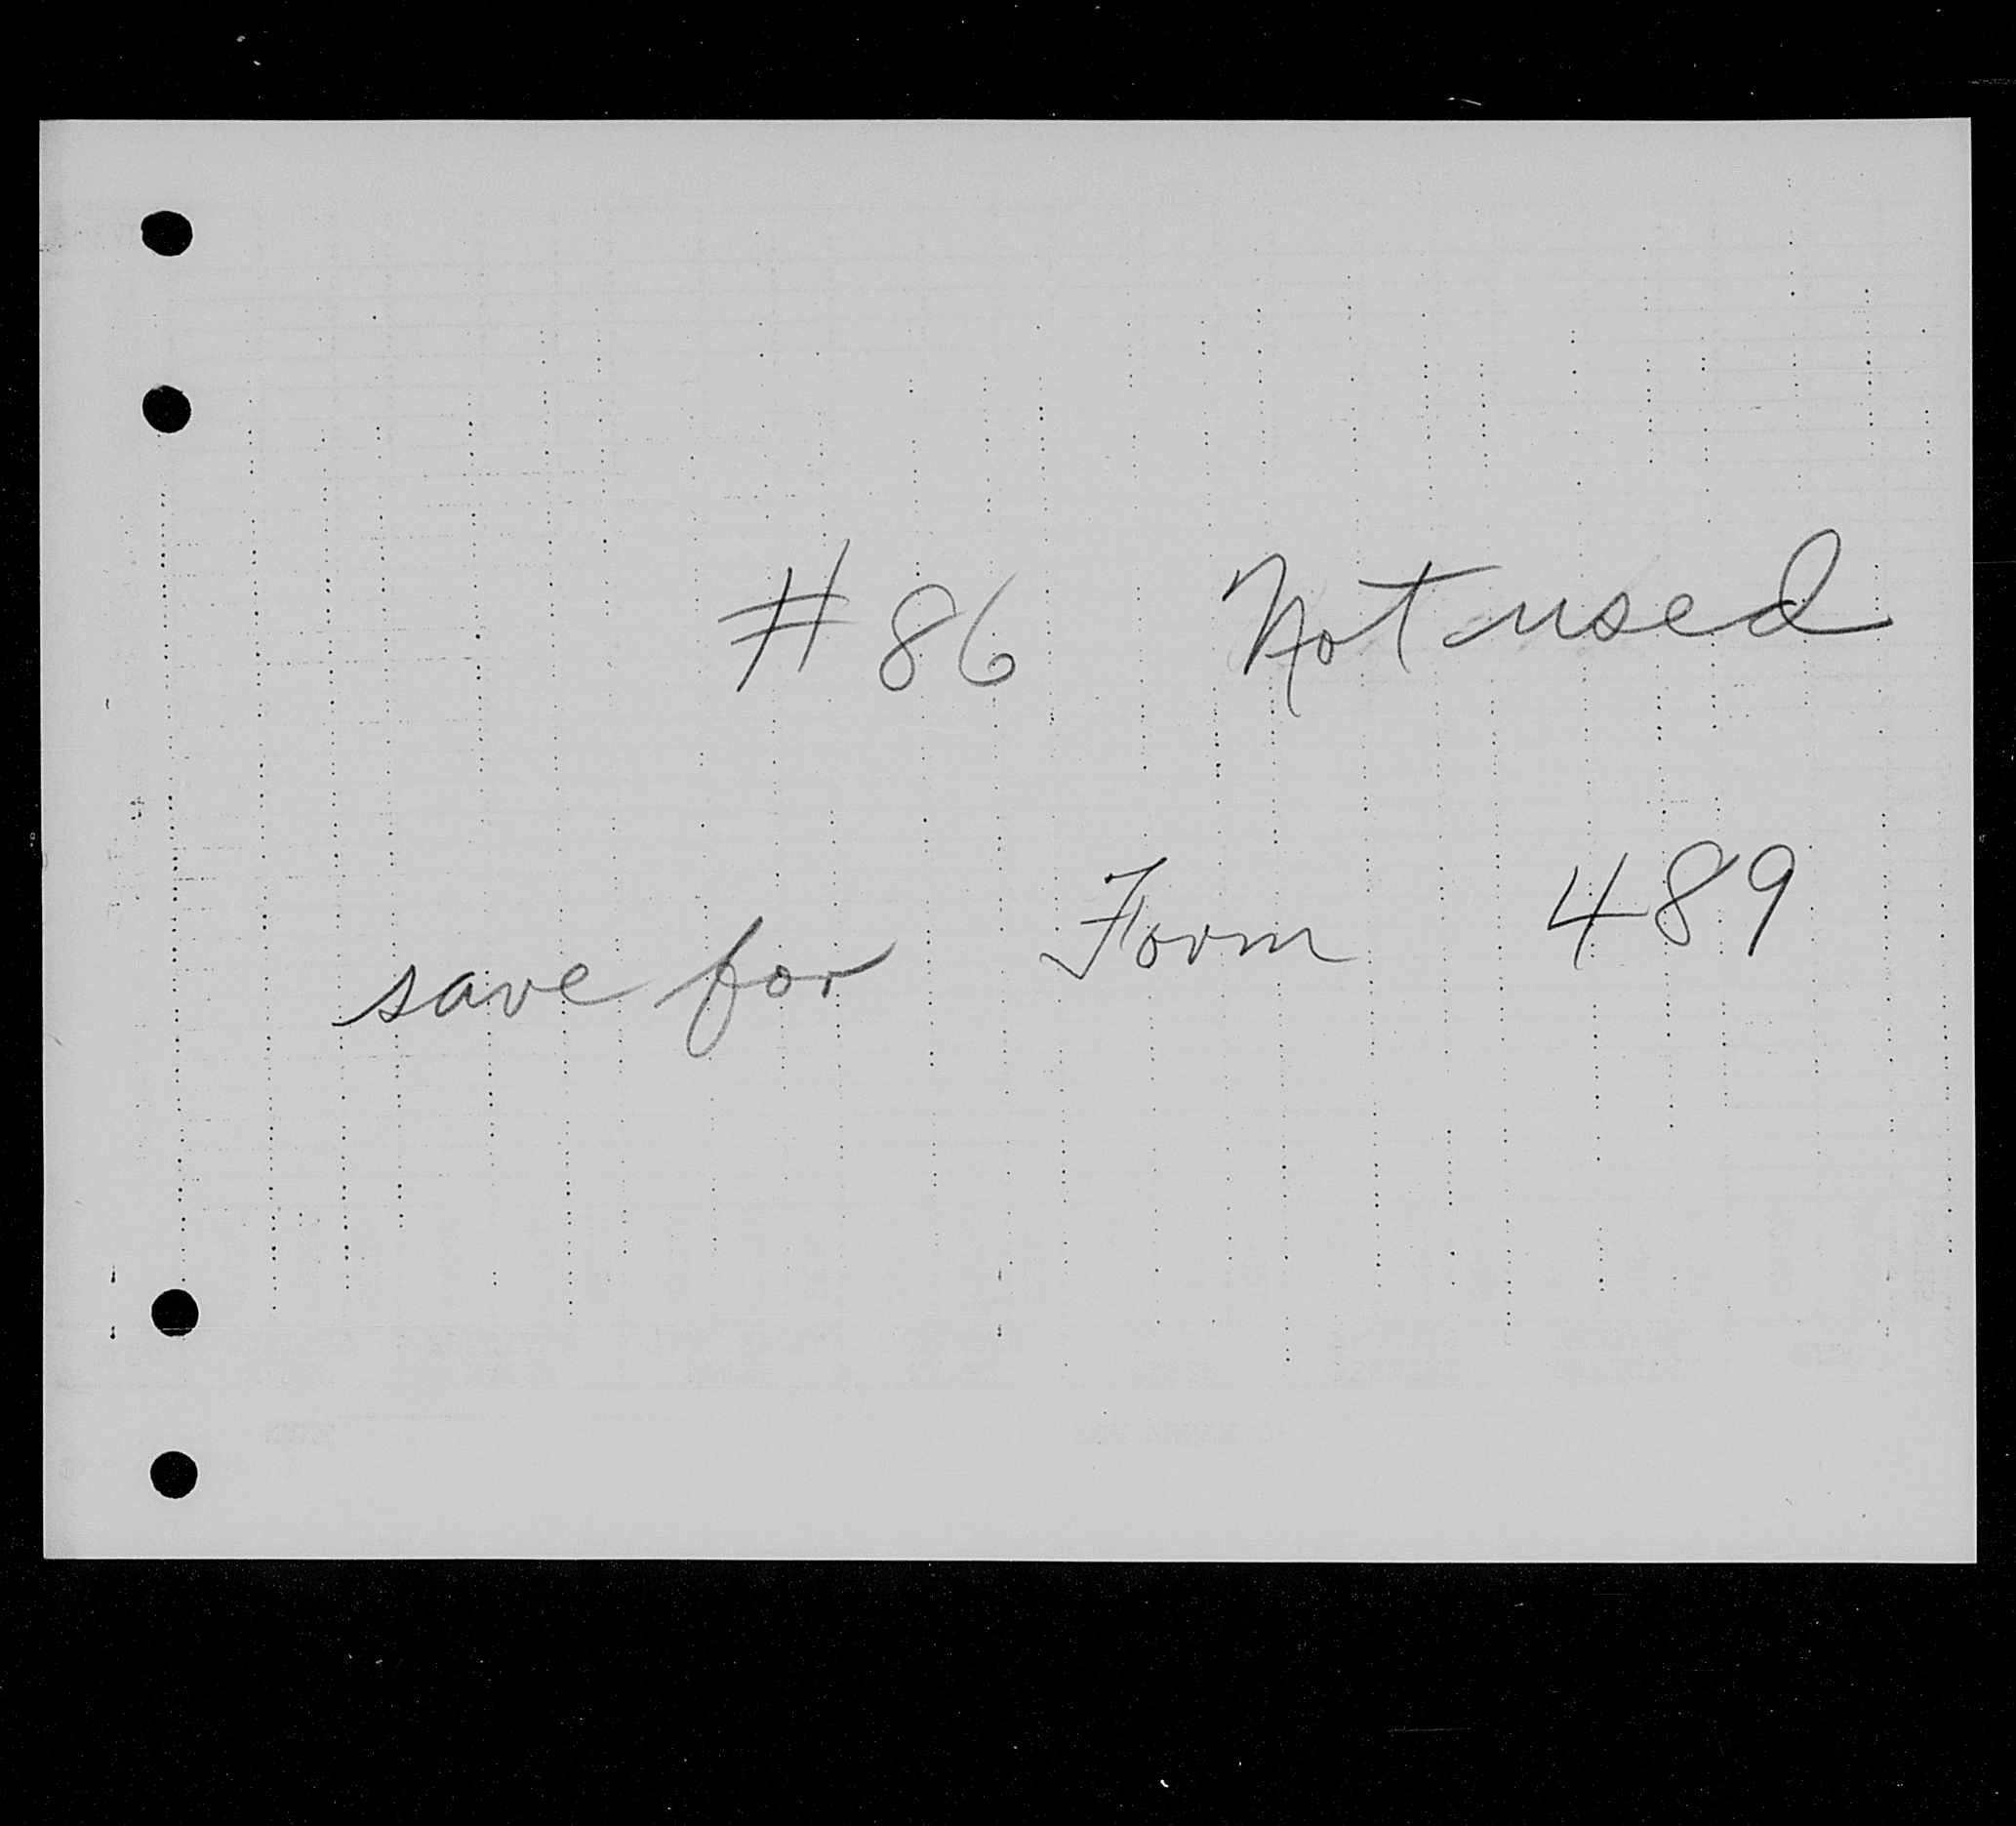 #86 Not used
save for Form 489